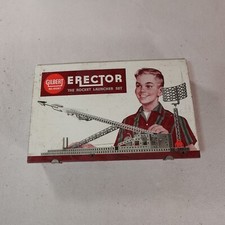 GILBERT
ERECTOR
THE ROCKET LAUNCHER SET